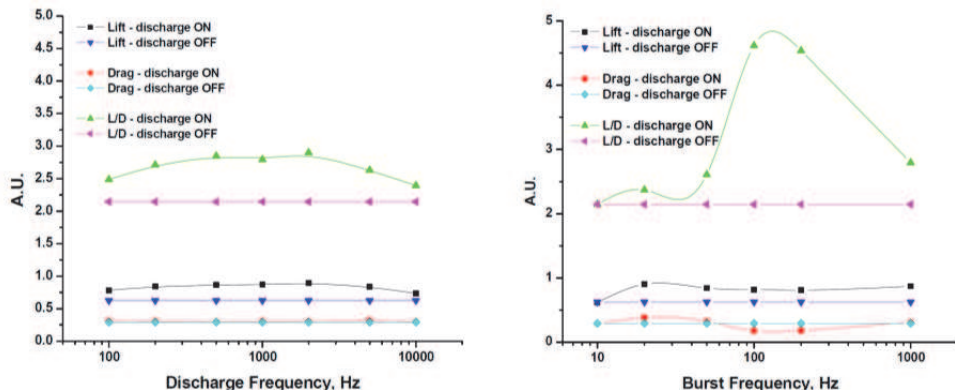 Lift - discharge ON
Lift - discharge OFF
Drag - discharge ON
Drag - discharge OFF
L/D - discharge ON
L/D - discharge OFF
5.0
4.5
4.0
3.5
3.0
2.5
2.0
1.5
1.0
0.5
0.0
A.U.
100
1000
10000
Discharge Frequency, Hz
Lift - discharge ON
Lift - discharge OFF
Drag - discharge ON
Drag - discharge OFF
L/D - discharge ON
L/D - discharge OFF
5
4
3
2
1
0
A.U.
10
100
1000
Burst Frequency, Hz